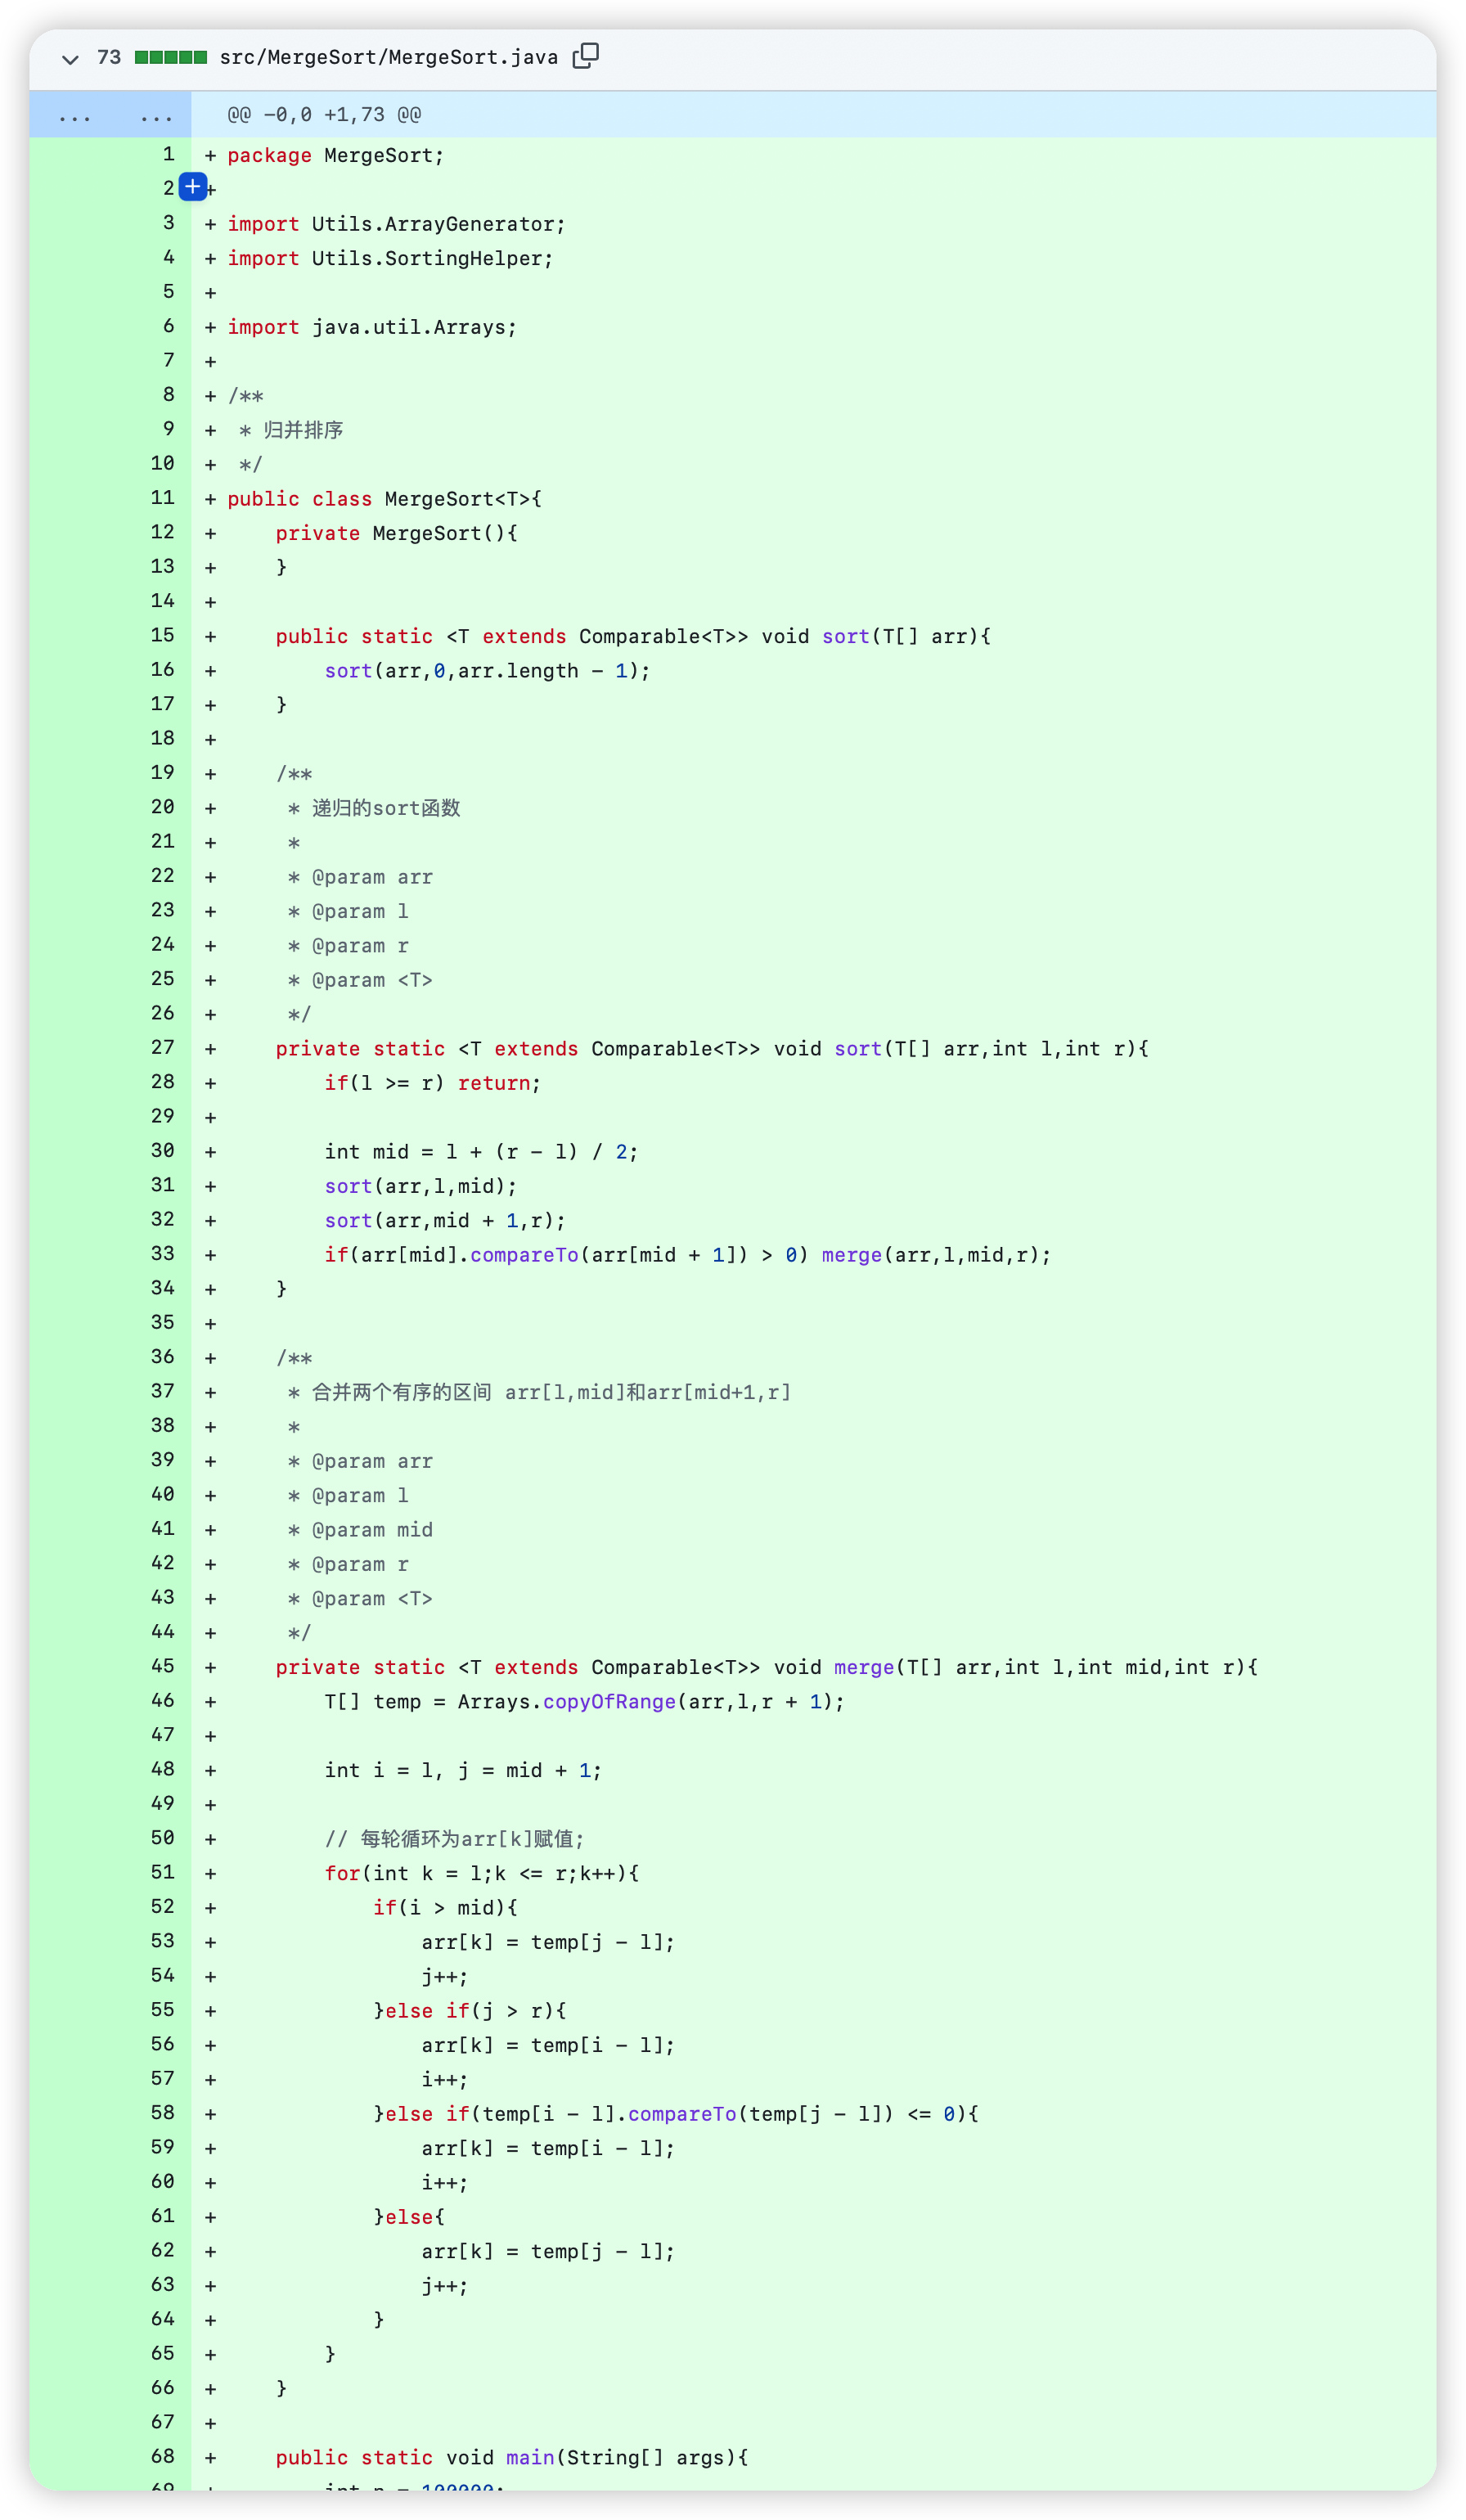 73 src/MergeSort/MergeSort.java
... ... @@ -0,0 +1,73 @@
1 + package MergeSort;
2 +
3 + import Utils.ArrayGenerator;
4 + import Utils.SortingHelper;
5 +
6 + import java.util.Arrays;
7 +
8 + /**
9 + * 归并排序
10 + */
11 + public class MergeSort<T>{
12 + private MergeSort(){
13 + }
14 +
15 + public static <T extends Comparable<T>> void sort(T[] arr){
16 + sort(arr,0,arr.length - 1);
17 + }
18 +
19 + /**
20 + * 递归的sort函数
21 + *
22 + * @param arr
23 + * @param l
24 + * @param r
25 + * @param <T>
26 + */
27 + private static <T extends Comparable<T>> void sort(T[] arr,int l,int r){
28 + if(l >= r) return;
29 +
30 + int mid = l + (r - l) / 2;
31 + sort(arr,l,mid);
32 + sort(arr,mid + 1,r);
33 + if(arr[mid].compareTo(arr[mid + 1]) > 0) merge(arr,l,mid,r);
34 + }
35 +
36 + /**
37 + * 合并两个有序的区间 arr[l,mid]和arr[mid+1,r]
38 + *
39 + * @param arr
40 + * @param l
41 + * @param mid
42 + * @param r
43 + * @param <T>
44 + */
45 + private static <T extends Comparable<T>> void merge(T[] arr,int l,int mid,int r){
46 + T[] temp = Arrays.copyOfRange(arr,l,r + 1);
47 +
48 + int i = l, j = mid + 1;
49 +
50 + // 每轮循环为arr[k]赋值;
51 + for(int k = l;k <= r;k++){
52 + if(i > mid){
53 + arr[k] = temp[j - l];
54 + j++;
55 + }else if(j > r){
56 + arr[k] = temp[i - l];
57 + i++;
58 + }else if(temp[i - l].compareTo(temp[j - l]) <= 0){
59 + arr[k] = temp[i - l];
60 + i++;
61 + }else{
62 + arr[k] = temp[j - l];
63 + j++;
64 + }
65 + }
66 + }
67 +
68 + public static void main(String[] args){
69 + int n = 100000;